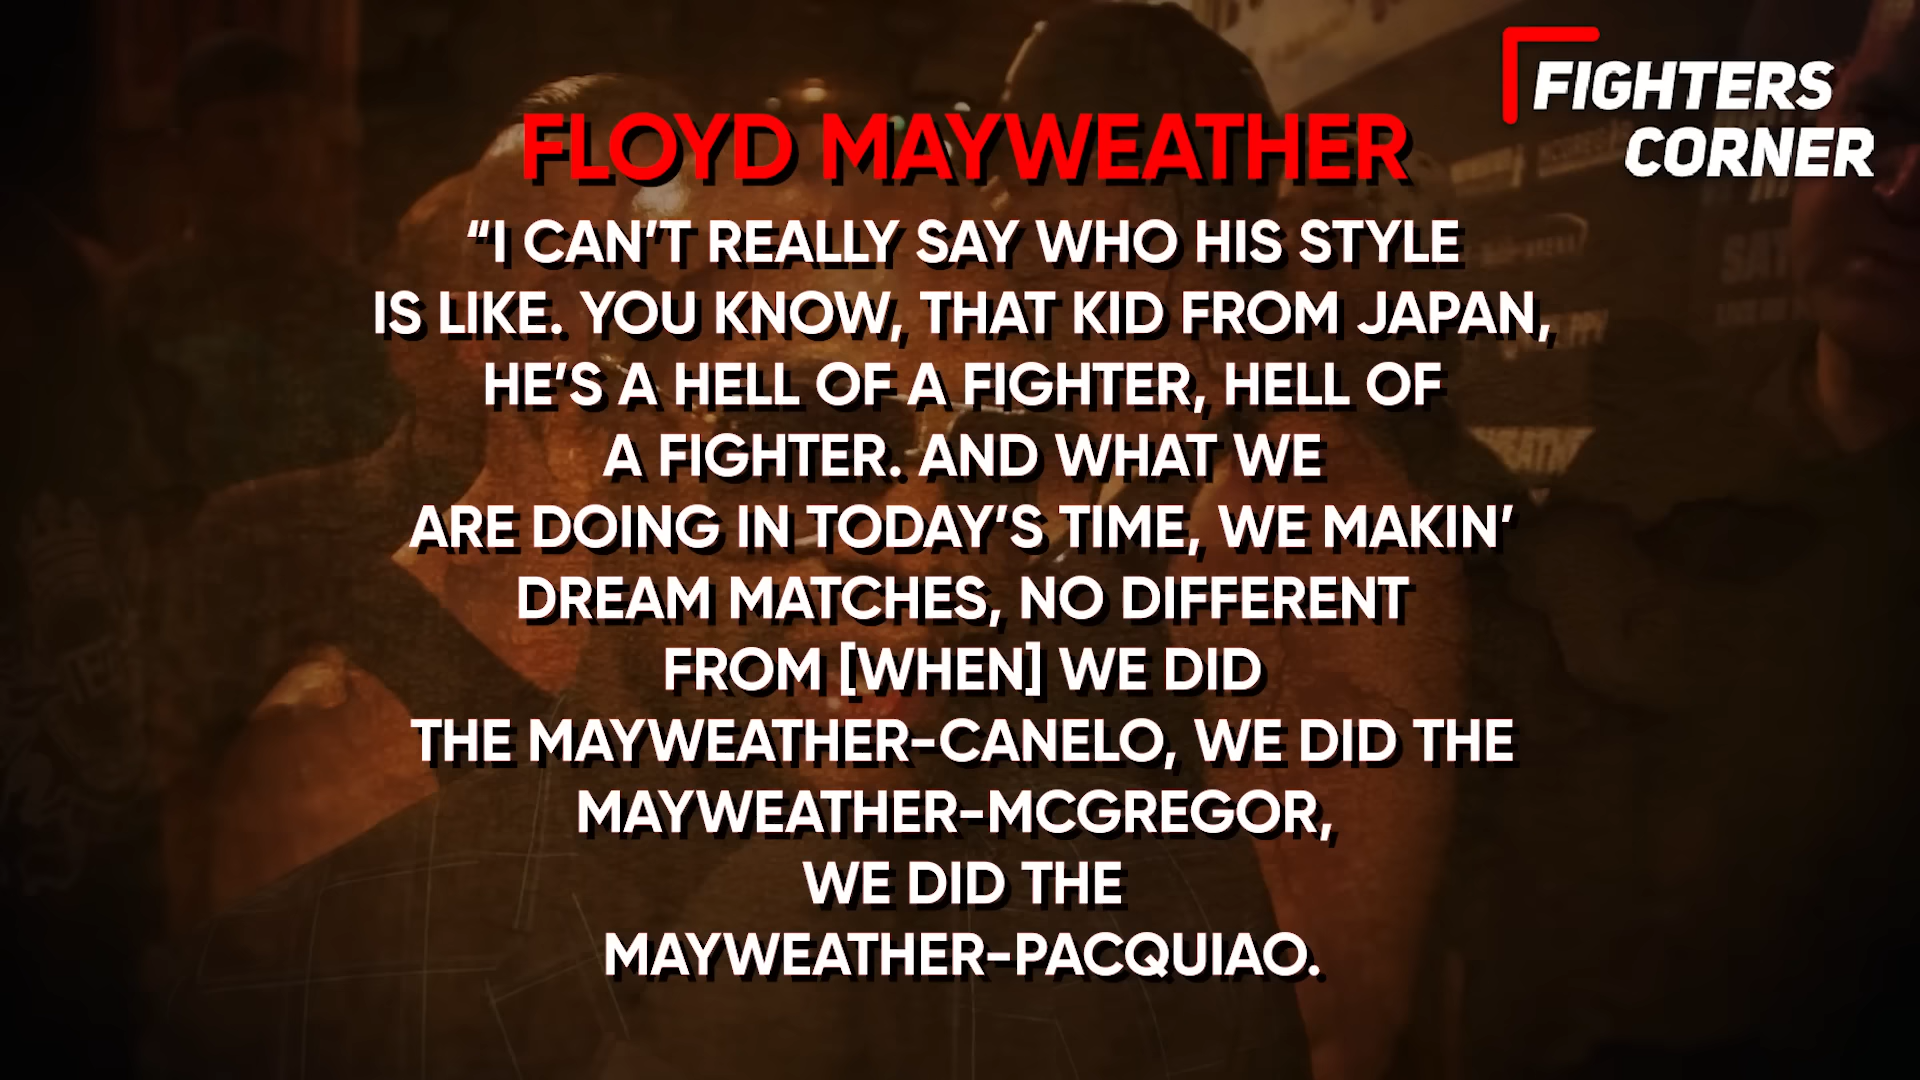 FIGHTERS
CORNER
FLOYD MAYWEATHER
“I CAN’T REALLY SAY WHO HIS STYLE
IS LIKE. YOU KNOW, THAT KID FROM JAPAN,
HE’S A HELL OF A FIGHTER, HELL OF
A FIGHTER. AND WHAT WE
ARE DOING IN TODAY’S TIME, WE MAKIN’
DREAM MATCHES, NO DIFFERENT
FROM [WHEN] WE DID
THE MAYWEATHER-CANELO, WE DID THE
MAYWEATHER-MCGREGOR,
WE DID THE
MAYWEATHER-PACQUIAO.